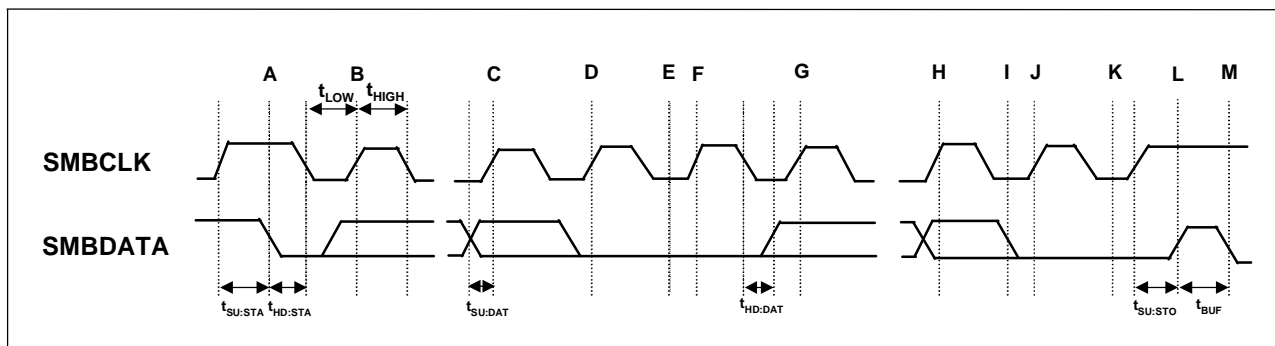 A B C D E F G H I J K L M
tLOW tHIGH
SMBCLK
SMBDATA
tSU:STA tHD:STA tSU:DAT tHD:DAT tSU:STO tBUF